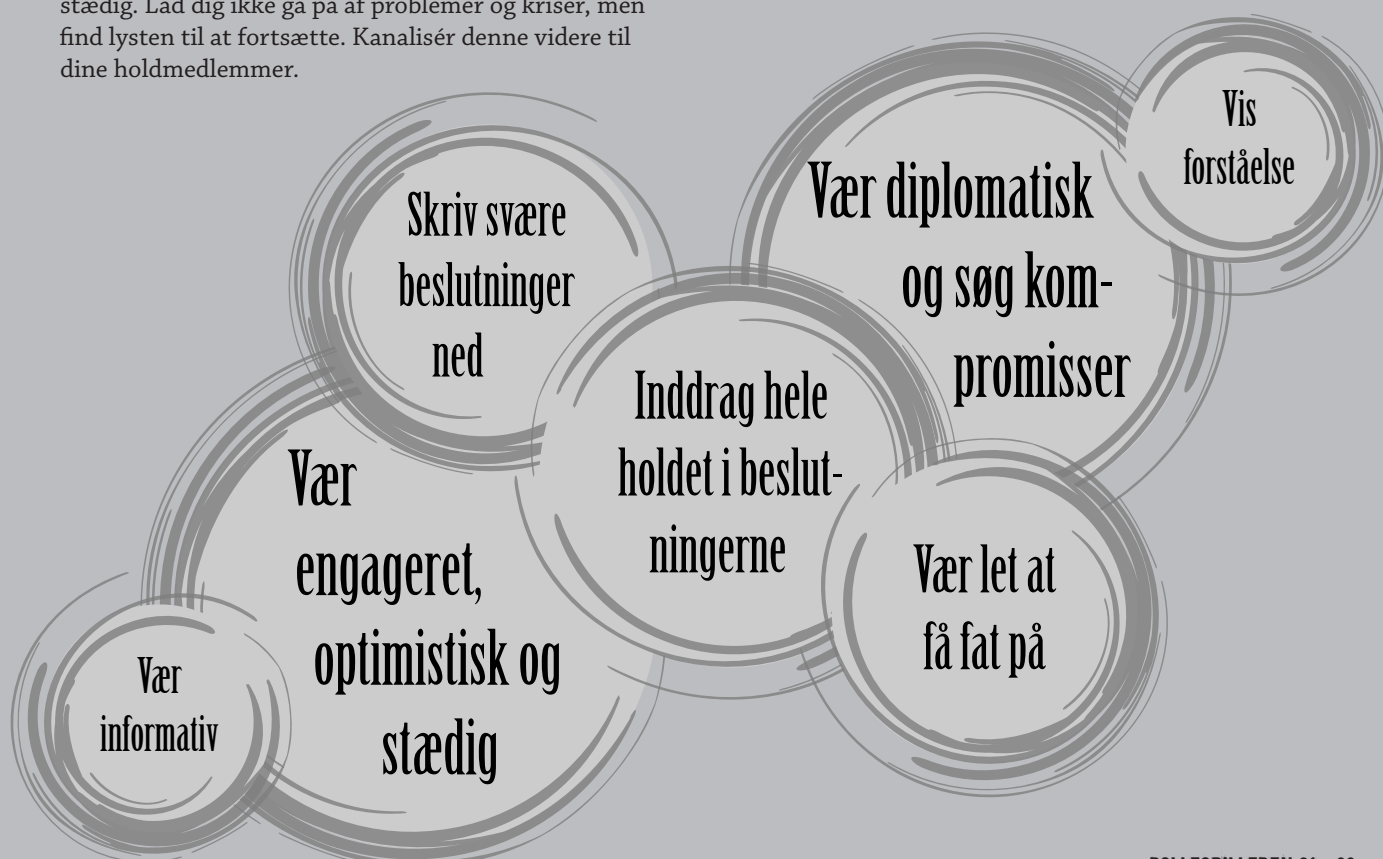 stædig. Lad dig ikke gå på af problemer og kriser, men
find lysten til at fortsætte. Kanalisér denne videre til
dine holdmedlemmer.
Vis
forståelse
Vær diplomatisk
og søg kom-
promisser
Skriv svære
beslutninger
ned
Inddrag hele
holdet i beslut-
ningerne
Vær
engageret,
optimistisk og
stædig
Vær let at
få fat på
Vær
informativ